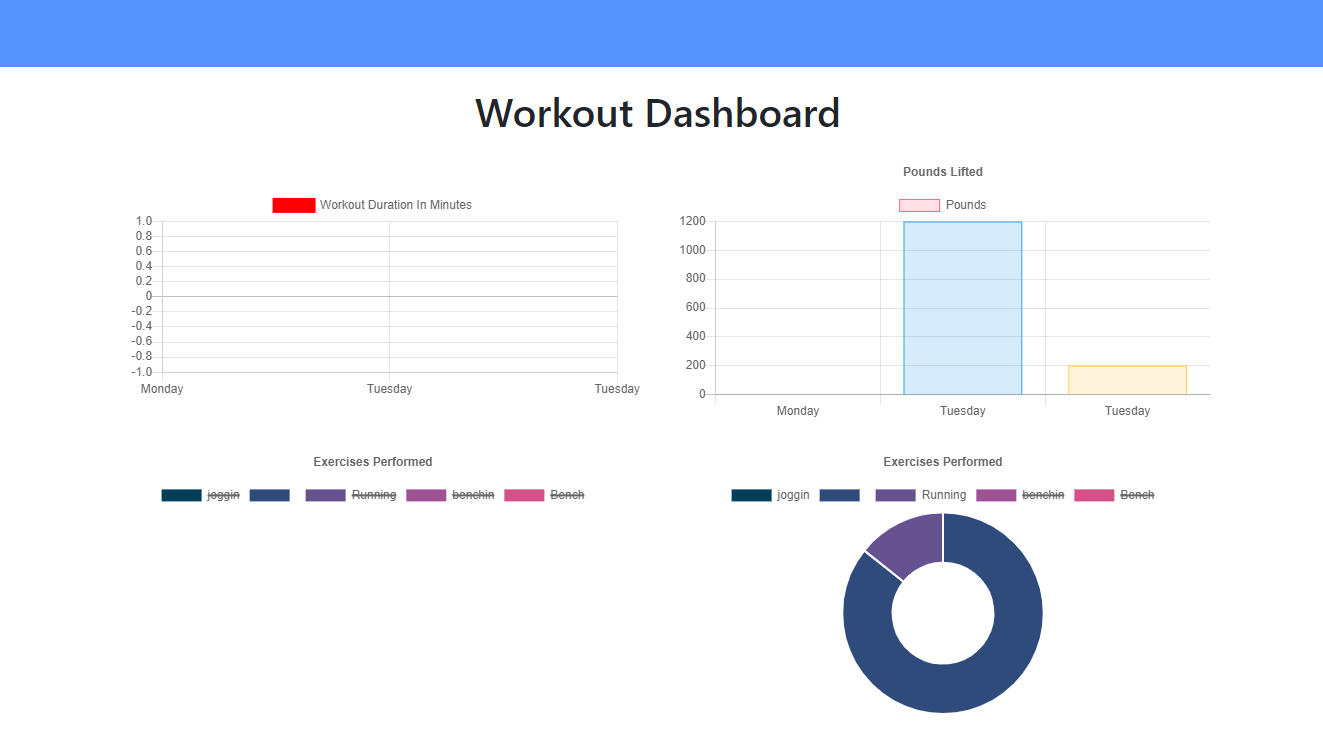 Workout Dashboard
Workout Duration In Minutes
1.0
0.8
0.6
0.4
0.2
0
-0.2
-0.4
-0.6
-0.8
-1.0
Monday Tuesday Tuesday
Pounds Lifted
Pounds
1200
1000
800
600
400
200
0
Monday Tuesday Tuesday
Exercises Performed
joggin Running benchin Bench
Exercises Performed
joggin Running benchin Bench